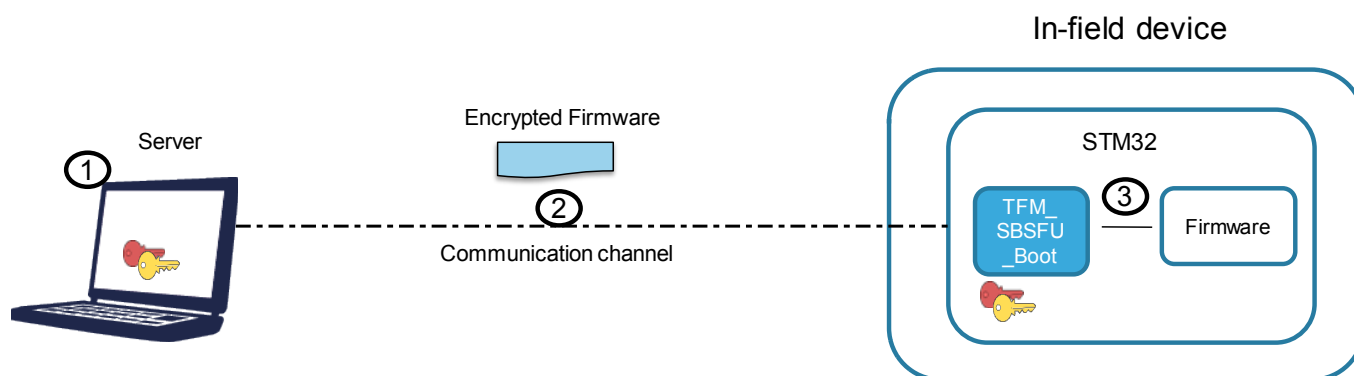 In-field device
Encrypted Firmware
Server
1
STM32
2
3
TFM_
SBSFU
_Boot
Firmware
Communication channel